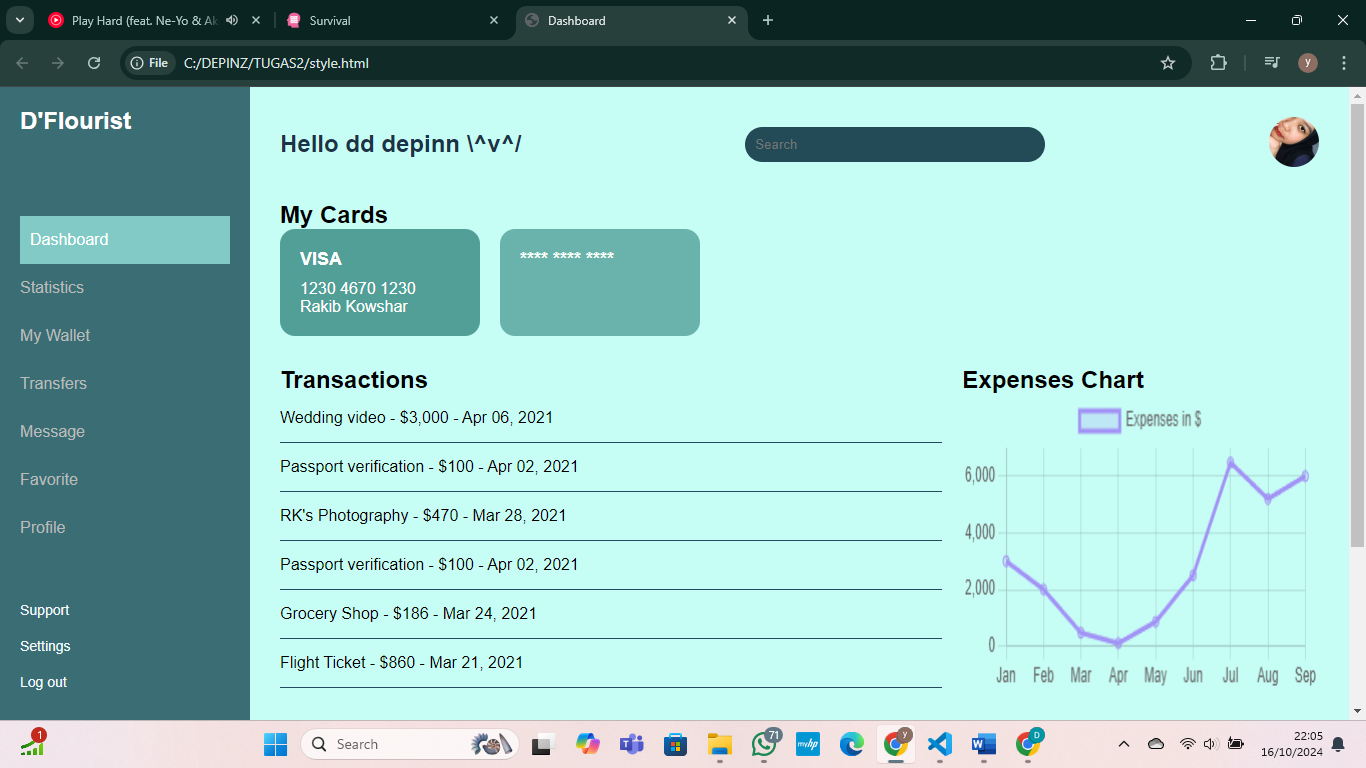 Play Hard (feat. Ne-Yo & Ak
Survival
Dashboard
File
C:/DEPINZ/TUGAS2/style.html
y
D'Flourist
Hello dd depinn \^v^/
Search
Dashboard
Statistics
My Wallet
Transfers
Message
Favorite
Profile
Support
Settings
Log out
My Cards
VISA
1230 4670 1230
Rakib Kowshar
**** **** ****
Transactions
Wedding video - $3,000 - Apr 06, 2021
Passport verification - $100 - Apr 02, 2021
RK's Photography - $470 - Mar 28, 2021
Passport verification - $100 - Apr 02, 2021
Grocery Shop - $186 - Mar 24, 2021
Flight Ticket - $860 - Mar 21, 2021
Expenses Chart
Expenses in $
6,000
4,000
2,000
0
Jan Feb Mar Apr May Jun Jul Aug Sep
1
Search
71
myhp
y
D
22:05
16/10/2024